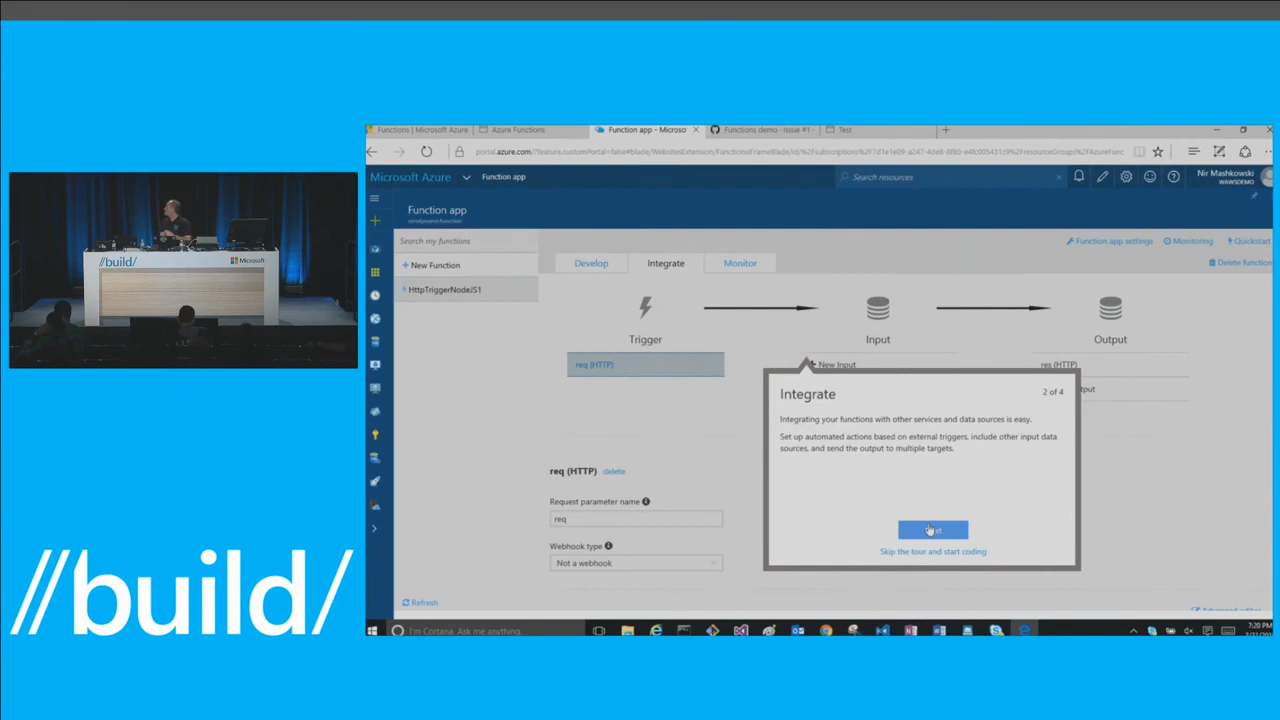 Functions | Microsoft Azure
Azure Functions
Function app - Microso
Functions demo - Issue #1 -
Test
Microsoft Azure
Function app
Search resources
Nir Mashkowski
WAWSDEMO
Function app
Search my functions
Function app settings
Monitoring
Quickstart
New Function
Develop
Integrate
Monitor
Delete function
HttpTriggerNodeJS1
Trigger
Input
Output
req (HTTP)
New Input
res (HTTP)
Integrate
2 of 4
Integrating your functions with other services and data sources is easy.
Set up automated actions based on external triggers, include other input data
sources, and send the output to multiple targets.
req (HTTP) delete
Request parameter name
req
Webhook type
Not a webhook
Skip the tour and start coding
Refresh
I'm Cortana. Ask me anything.
7:20 PM
//build/
Microsoft
//build/